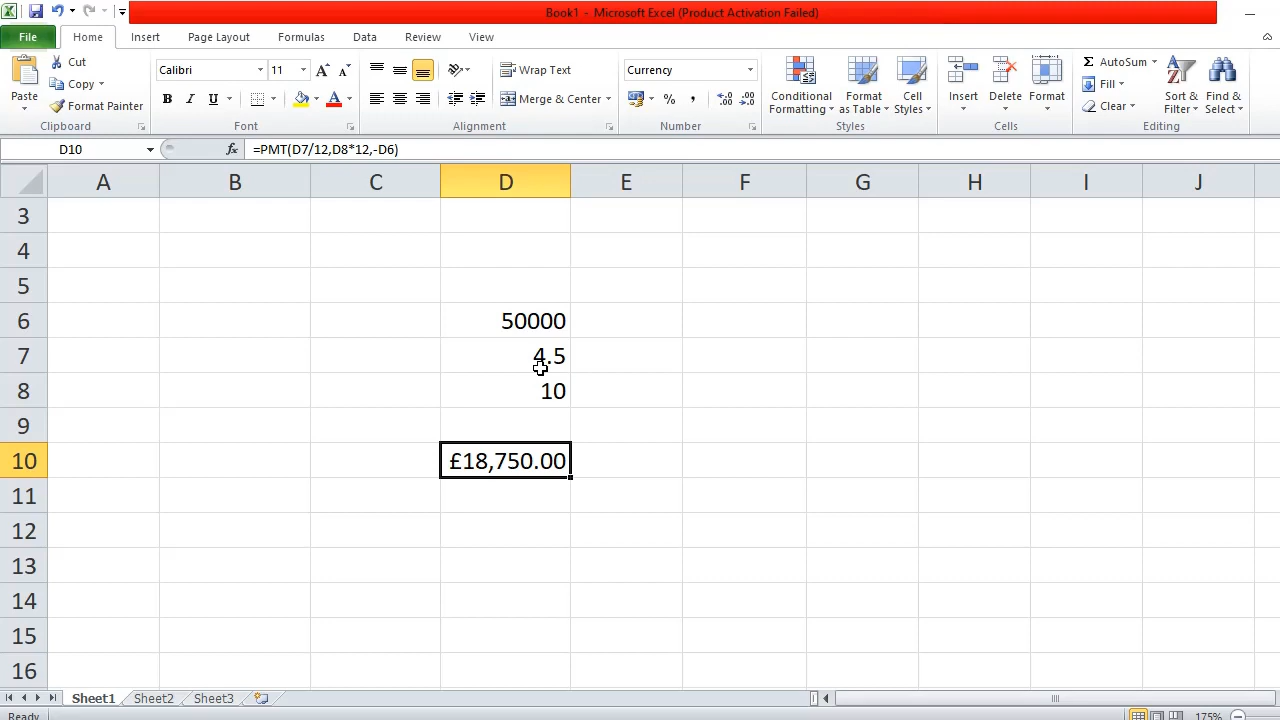 Book1 - Microsoft Excel (Product Activation Failed)
File Home Insert Page Layout Formulas Data Review View
Paste
Cut
Copy
Format Painter
Clipboard
Calibri 11
B I U A
Font
Wrap Text
Merge & Center
Alignment
Currency
% ,
Number
Conditional Formatting
Format as Table
Cell Styles
Styles
Insert
Delete
Format
Cells
AutoSum
Fill
Clear
Sort & Filter
Find & Select
Editing
D10 fx =PMT(D7/12,D8*12,-D6)
A B C D E F G H I J
3
4
5
6 50000
7 4.5
8 10
9
10 £18,750.00
11
12
13
14
15
16
Sheet1 Sheet2 Sheet3
Ready 175%